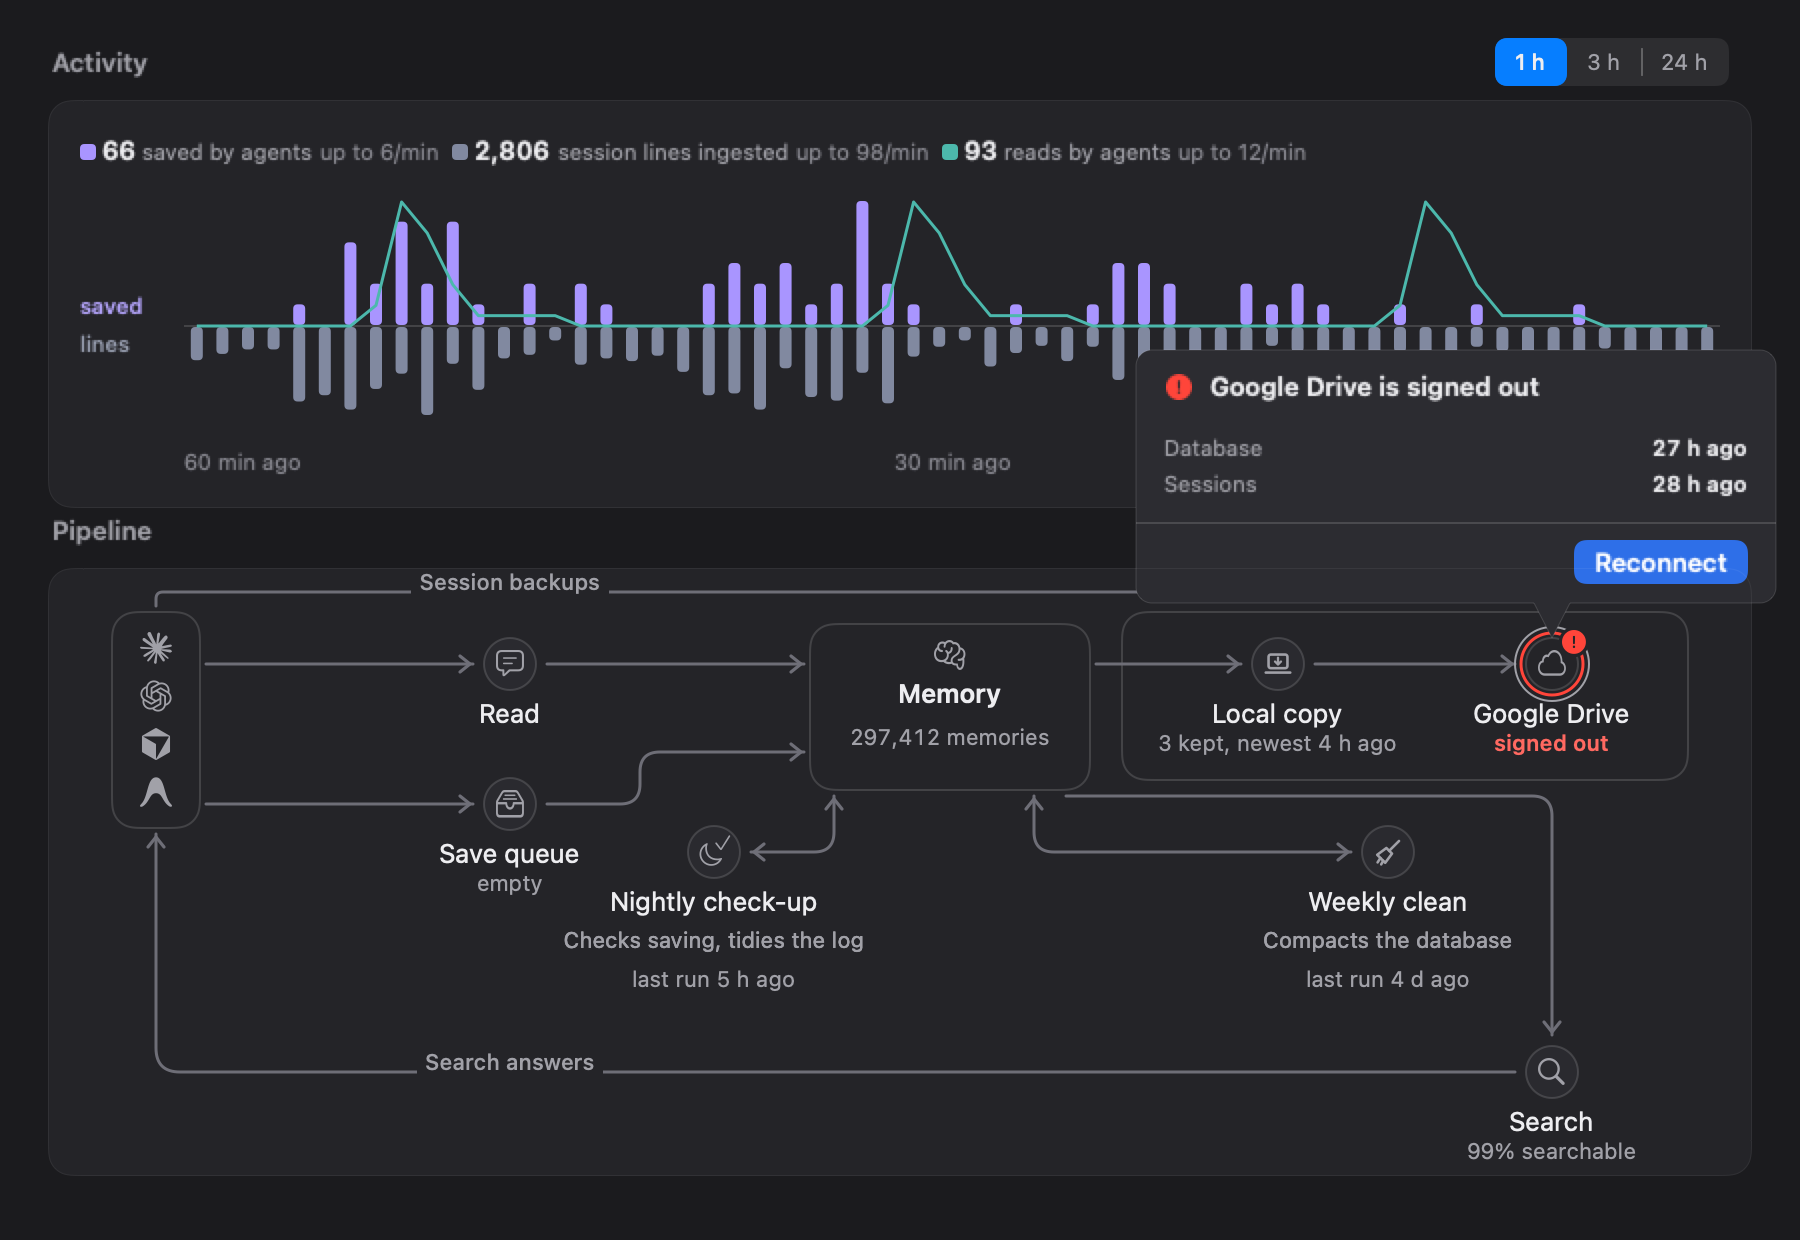 Activity
1 h 3 h 24 h
66 saved by agents up to 6/min 2,806 session lines ingested up to 98/min 93 reads by agents up to 12/min
saved
lines
60 min ago 30 min ago
Google Drive is signed out
Database 27 h ago
Sessions 28 h ago
Reconnect
Pipeline
Session backups
Read
Memory
297,412 memories
Local copy
3 kept, newest 4 h ago
Google Drive
signed out
Save queue
empty
Nightly check-up
Checks saving, tidies the log
last run 5 h ago
Weekly clean
Compacts the database
last run 4 d ago
Search answers
Search
99% searchable